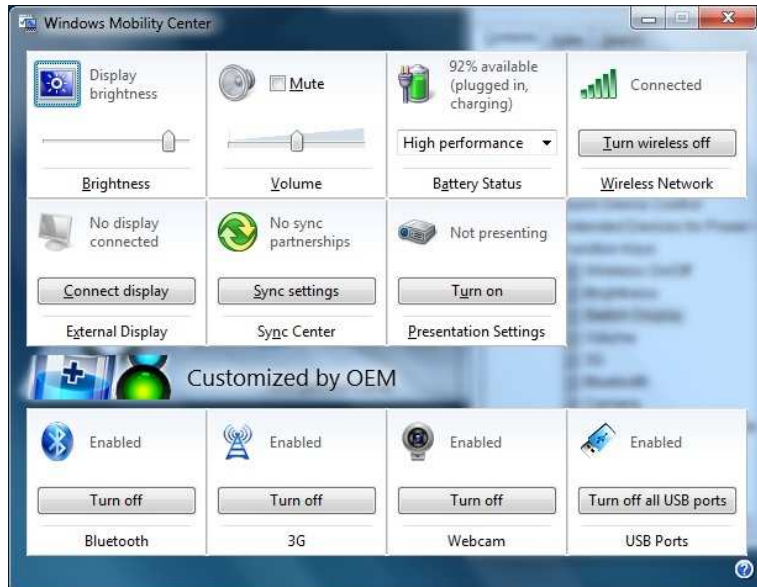 Windows Mobility Center
Display
brightness
Brightness
Mute
Volume
92% available
(plugged in,
charging)
High performance
Battery Status
Connected
Turn wireless off
Wireless Network
No display
connected
Connect display
External Display
No sync
partnerships
Sync settings
Sync Center
Not presenting
Turn on
Presentation Settings
Customized by OEM
Enabled
Turn off
Bluetooth
Enabled
Turn off
3G
Enabled
Turn off
Webcam
Enabled
Turn off all USB ports
USB Ports